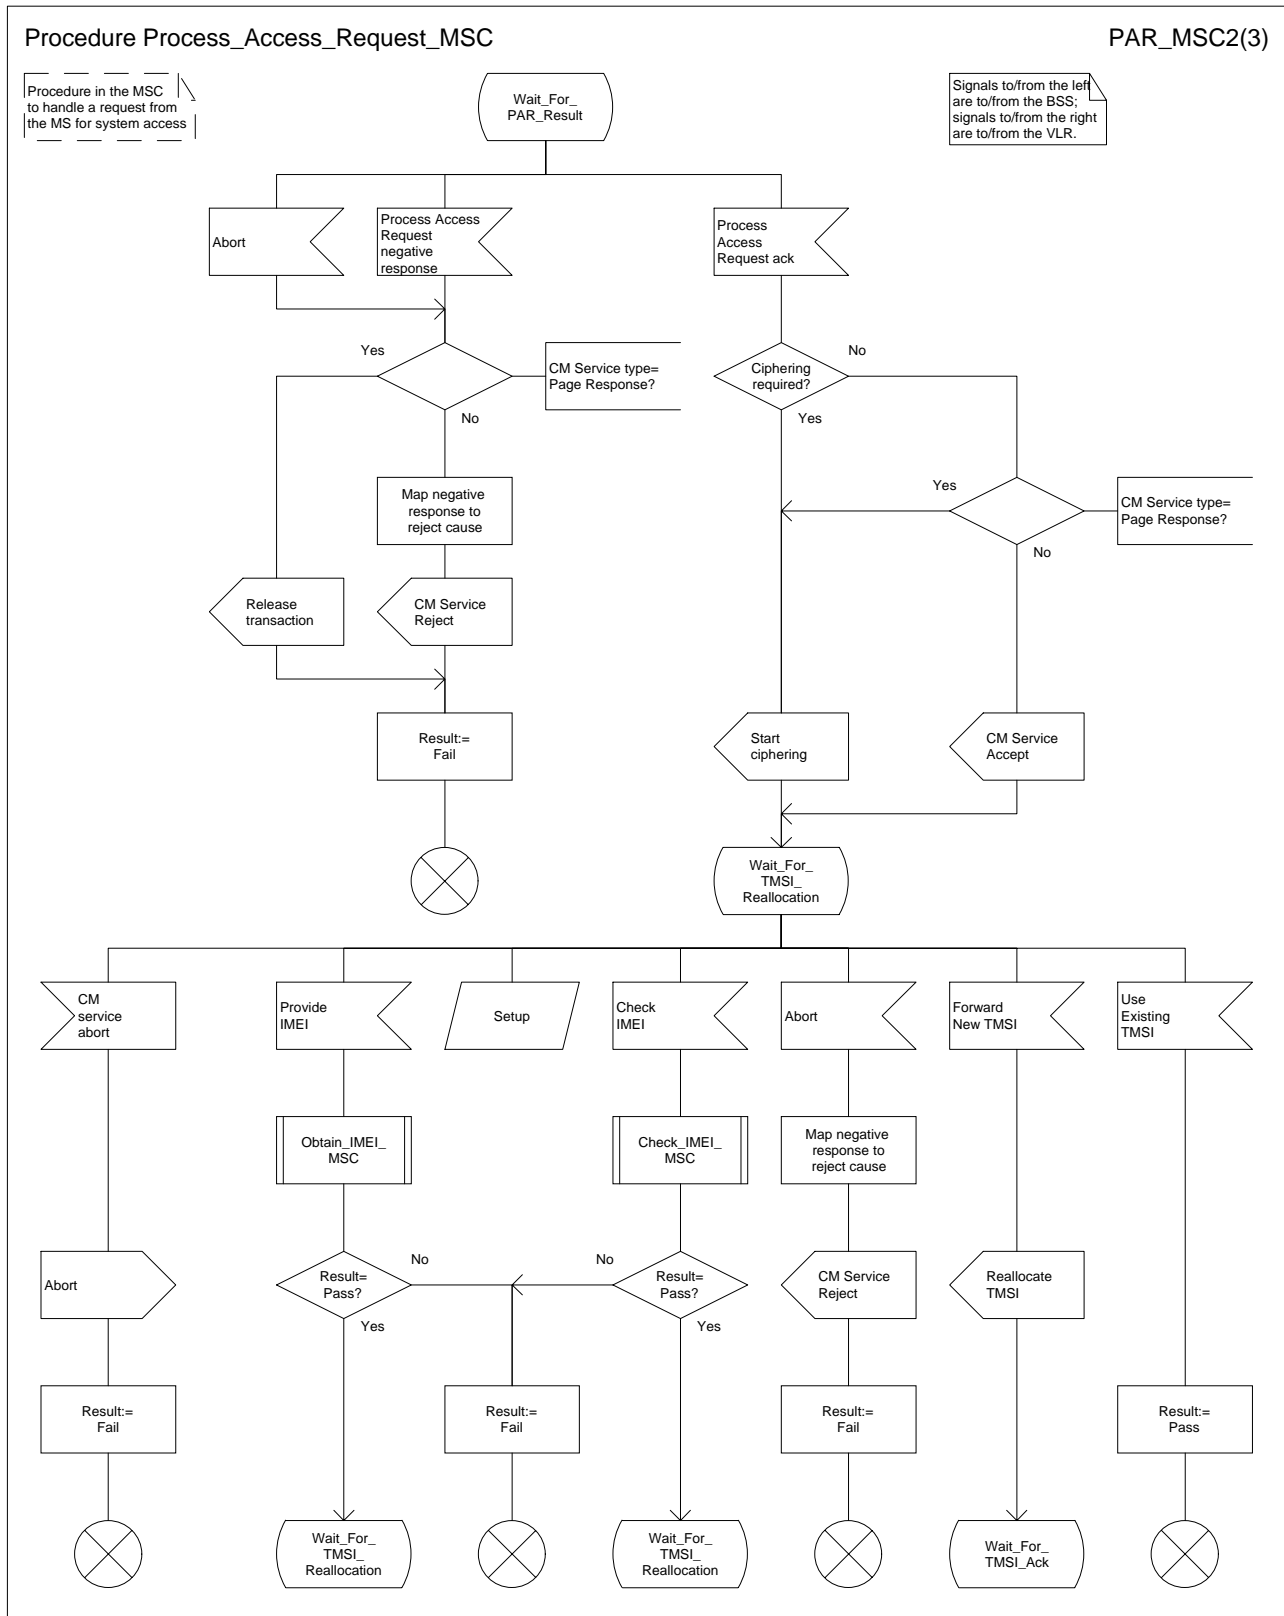 Procedure Process_Access_Request_MSC
PAR_MSC2(3)
Procedure in the MSC
to handle a request from
the MS for system access
Signals to/from the left
are to/from the BSS;
signals to/from the right
are to/from the VLR.
Wait_For_
PAR_Result
Abort
Process Access
Request
negative
response
Process
Access
Request ack
Yes
No
CM Service type=
Page Response?
Ciphering
required?
No
Yes
Map negative
response to
reject cause
Yes
No
CM Service type=
Page Response?
Release
transaction
CM Service
Reject
Result:=
Fail
Start
ciphering
CM Service
Accept
Wait_For_
TMSI_
Reallocation
CM
service
abort
Provide
IMEI
Setup
Check
IMEI
Abort
Forward
New TMSI
Use
Existing
TMSI
Obtain_IMEI_
MSC
Check_IMEI_
MSC
Map negative
response to
reject cause
Abort
Result=
Pass?
No
Yes
No
Result=
Pass?
Yes
CM Service
Reject
Reallocate
TMSI
Result:=
Fail
Result:=
Fail
Result:=
Fail
Result:=
Pass
Wait_For_
TMSI_
Reallocation
Wait_For_
TMSI_
Reallocation
Wait_For_
TMSI_Ack